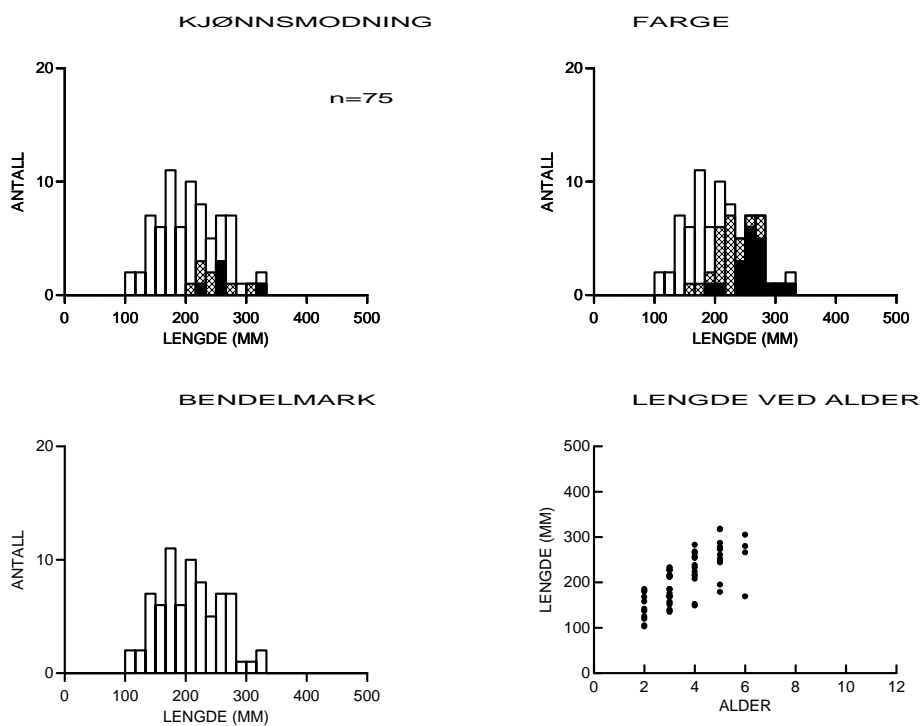 KJØNNSMODNING
20
n=75
ANTALL
10
0
0 100 200 300 400 500
LENGDE (MM)
FARGE
20
ANTALL
10
0
0 100 200 300 400 500
LENGDE (MM)
BENDELMARK
20
ANTALL
10
0
0 100 200 300 400 500
LENGDE (MM)
LENGDE VED ALDER
500
400
300
LENGDE (MM)
200
100
0
0 2 4 6 8 10 12
ALDER